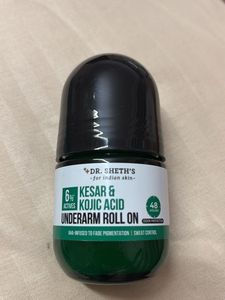 DR. SHETH'S
for indian skin
6%
ACTIVES
KESAR &
KOJIC ACID
UNDERARM ROLL ON
48
AHA-INFUSED TO FADE PIGMENTATION | SWEAT CONTROL